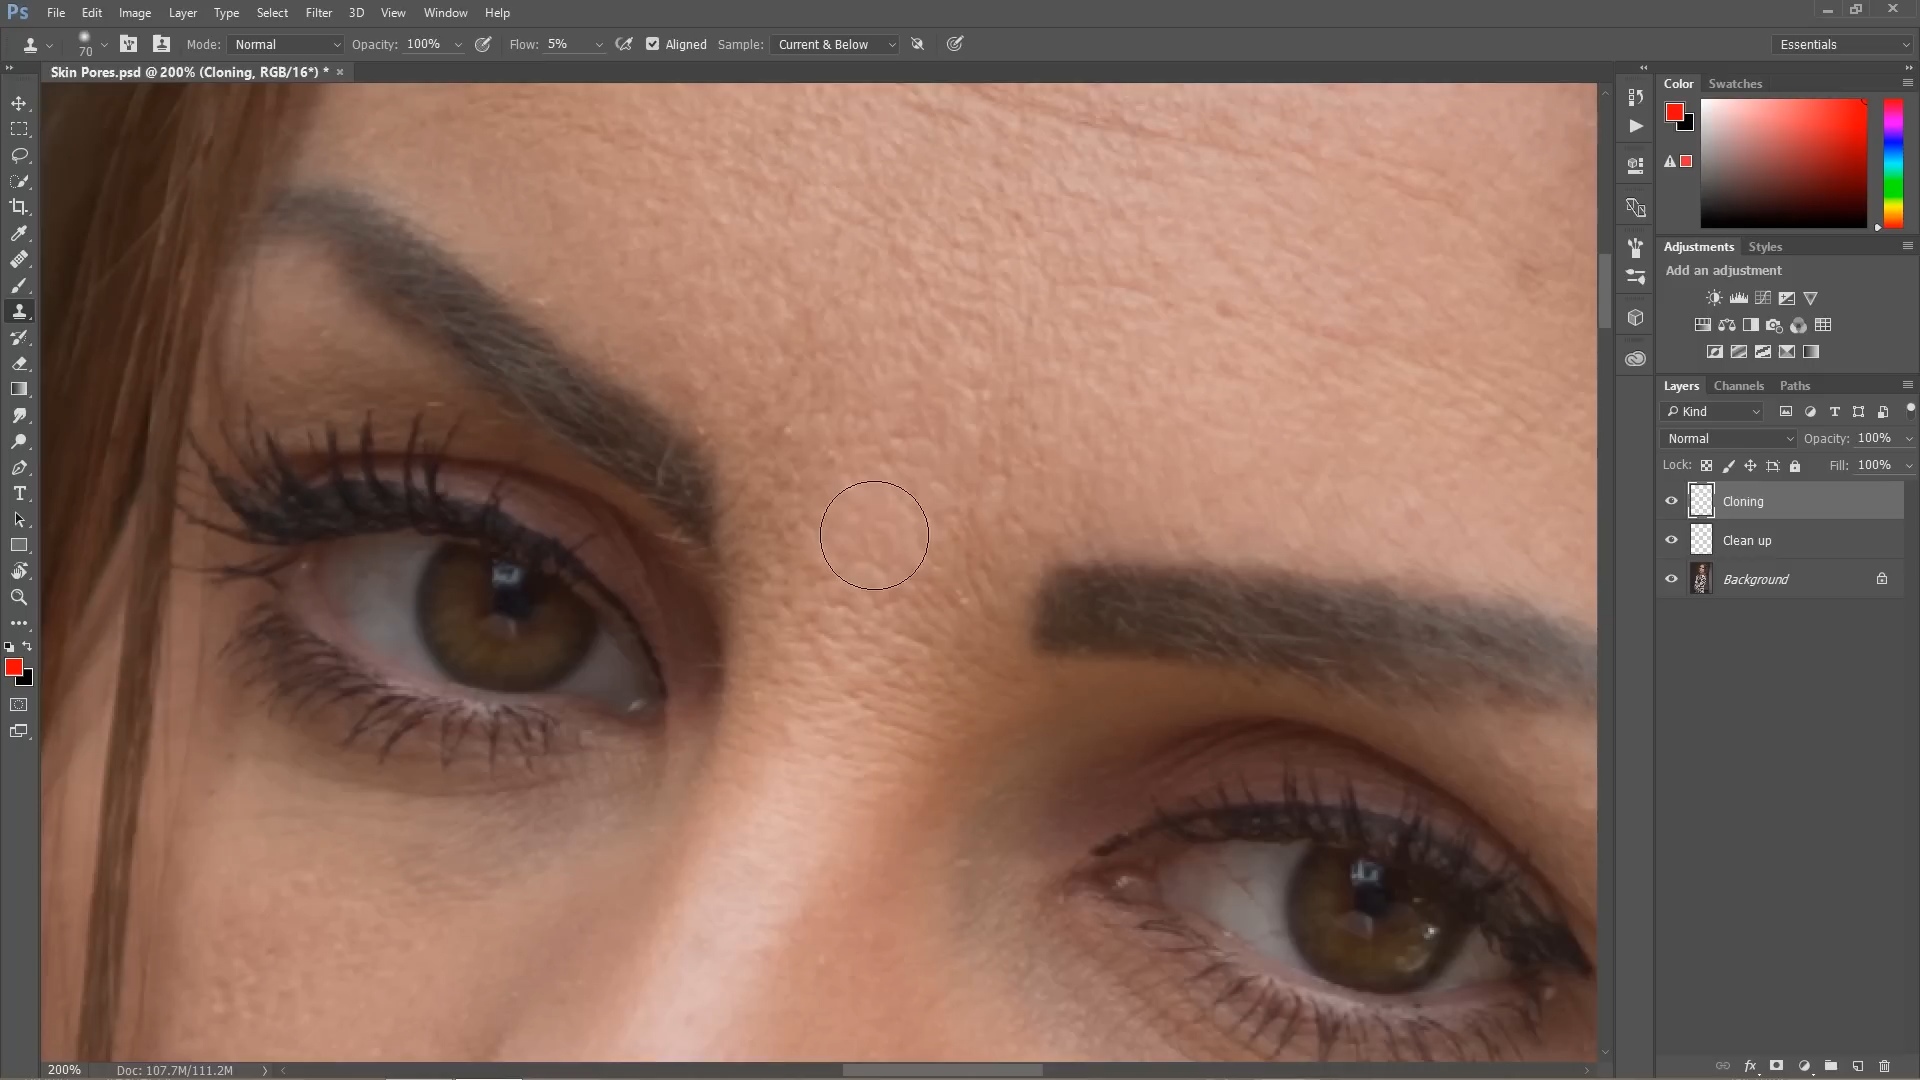 Ps File Edit Image Layer Type Select Filter 3D View Window Help
70 Mode: Normal Opacity: 100% Flow: 5% Aligned Sample: Current & Below Essentials
Skin Pores.psd @ 200% (Cloning, RGB/16*) * ×
Color Swatches
Adjustments Styles
Add an adjustment
Layers Channels Paths
Kind
Normal Opacity: 100%
Lock: Fill: 100%
Cloning
Clean up
Background
200% Doc: 107.7M/111.2M